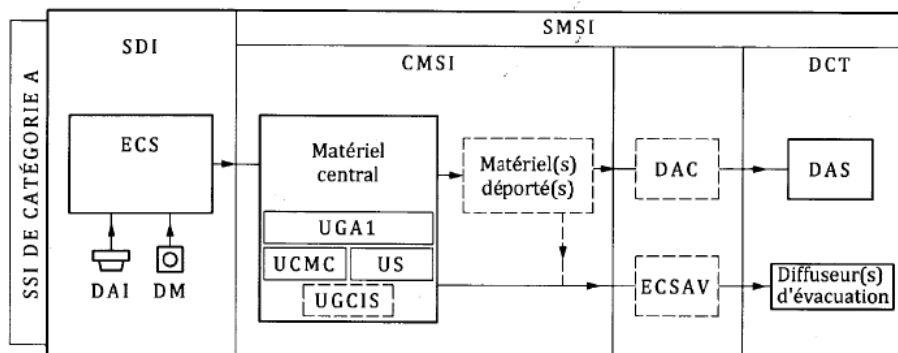 SSI DE CATÉGORIE A
SDI
SMSI
CMSI
DCT
ECS
Matériel
central
Matériel(s)
déporté(s)
DAC
DAS
UGA1
UCMC
US
UGCIS
DAI
DM
ECSAV
Diffuseur(s)
d'évacuation